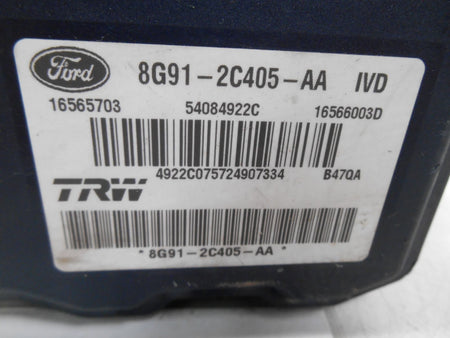 Ford 8G91-2C405-AA IVD
16565703 54084922C 16566003D
4922C075724907334 B47QA
TRW
* 8G91-2C405-AA *